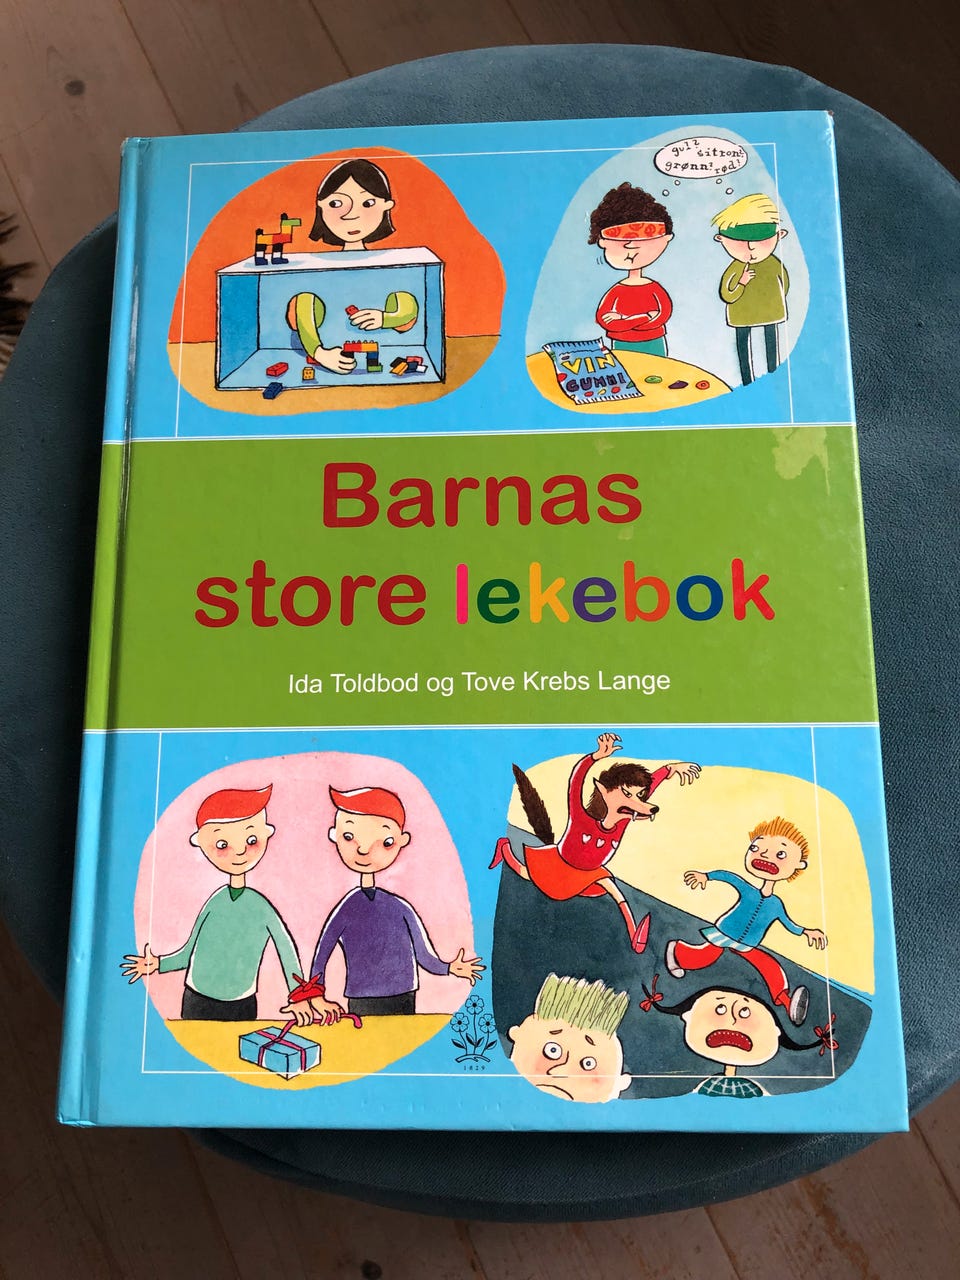 gul?
sitron?
grønn? rød?
VIN
GUMMI
Barnas
store lekebok
Ida Toldbod og Tove Krebs Lange
1829